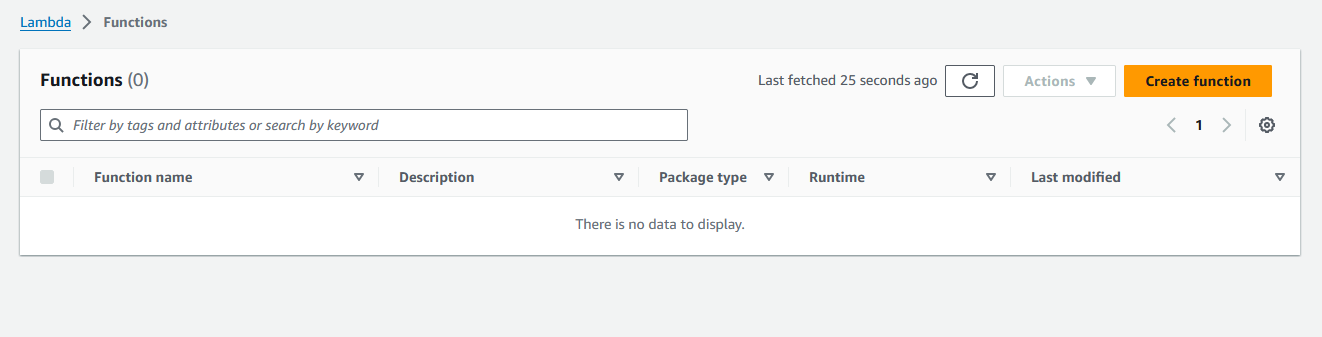 Lambda > Functions
Functions (0) Last fetched 25 seconds ago Actions Create function
Filter by tags and attributes or search by keyword 1
Function name Description Package type Runtime Last modified
There is no data to display.